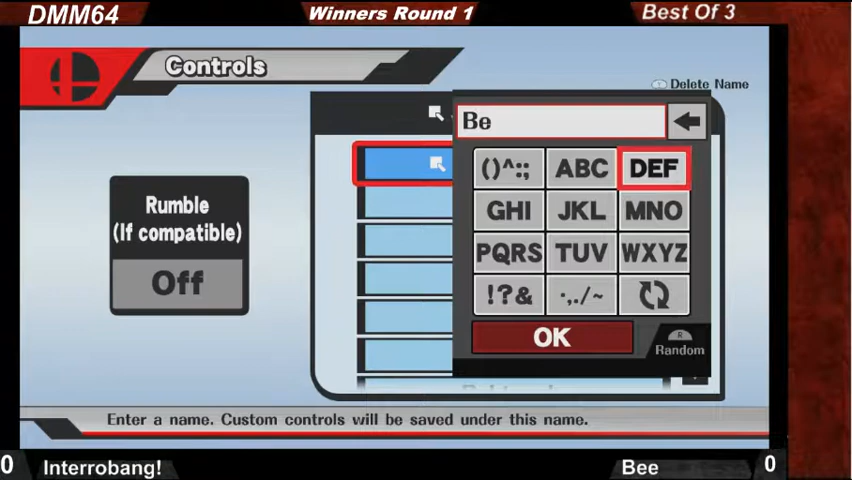 DMM64
Winners Round 1
Best Of 3
Controls
Delete Name
Be
()^:;
ABC
DEF
Rumble
(If compatible)
Off
GHI
JKL
MNO
PQRS
TUV
WXYZ
!?&
·,./~
OK
R
Random
Enter a name. Custom controls will be saved under this name.
0
Interrobang!
Bee
0